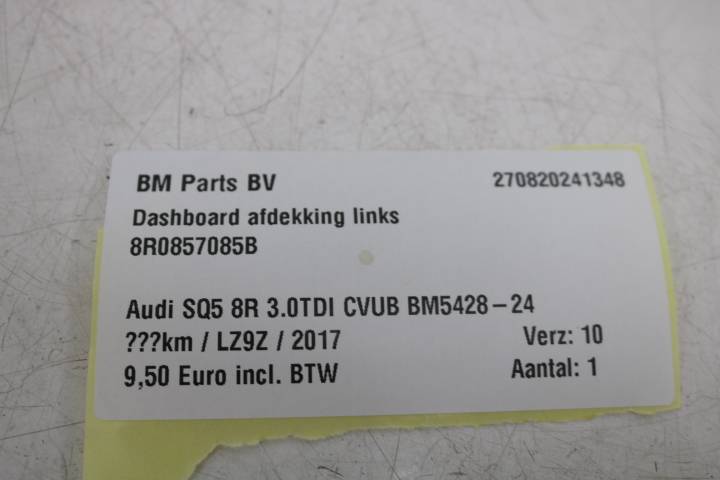 BM Parts BV 270820241348
Dashboard afdekking links
8R0857085B
Audi SQ5 8R 3.0TDI CVUB BM5428-24
???km / LZ9Z / 2017 Verz: 10
9,50 Euro incl. BTW Aantal: 1